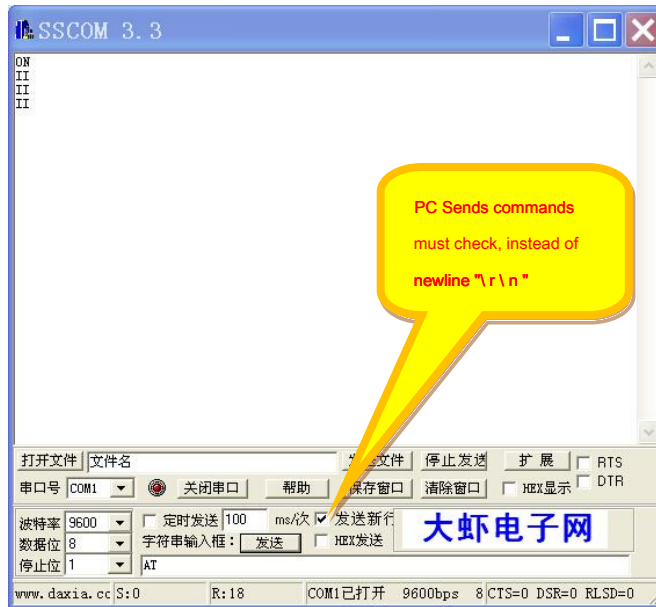 SSCOM 3.3
ON
II
II
II
PC Sends commands
must check, instead of
newline "\ r \ n "
打开文件 文件名 文件 停止发送 扩 展 RTS
串口号 COM1 关闭串口 帮助 保存窗口 清除窗口 HEX显示 DTR
波特率 9600 定时发送 100 ms/次 发送新行 大虾电子网
数据位 8 字符串输入框: 发送 HEX发送
停止位 1 AT
www.daxia.cc S:0 R:18 COM1已打开 9600bps 8 CTS=0 DSR=0 RLSD=0